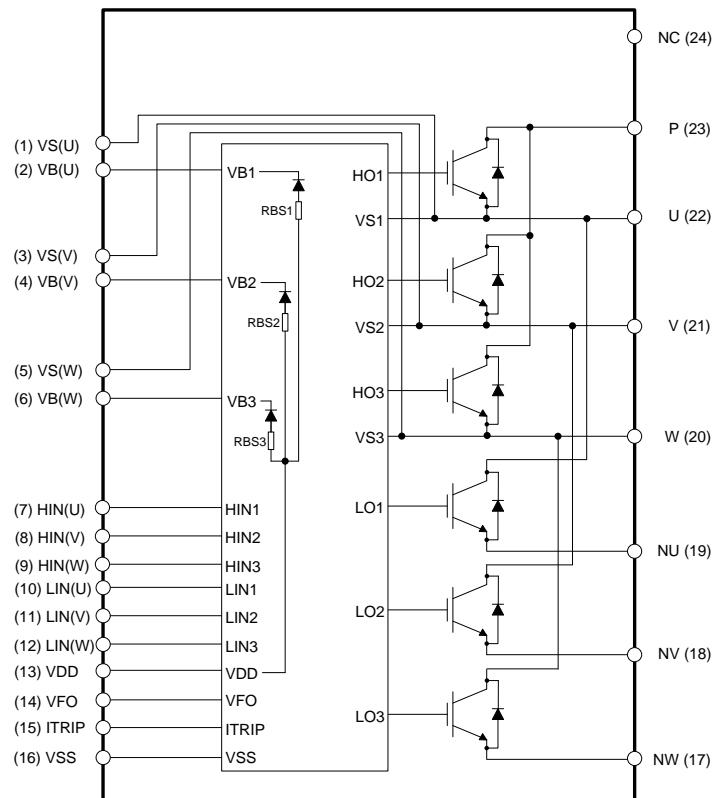 NC (24)
P (23)
(1) VS(U)
(2) VB(U)
VB1
HO1
RBS1
VS1
U (22)
(3) VS(V)
(4) VB(V)
VB2
HO2
RBS2
VS2
V (21)
(5) VS(W)
(6) VB(W)
VB3
HO3
RBS3
VS3
W (20)
(7) HIN(U)
HIN1
LO1
(8) HIN(V)
HIN2
NU (19)
(9) HIN(W)
HIN3
(10) LIN(U)
LIN1
(11) LIN(V)
LIN2
LO2
(12) LIN(W)
LIN3
NV (18)
(13) VDD
VDD
(14) VFO
VFO
LO3
(15) ITRIP
ITRIP
(16) VSS
VSS
NW (17)